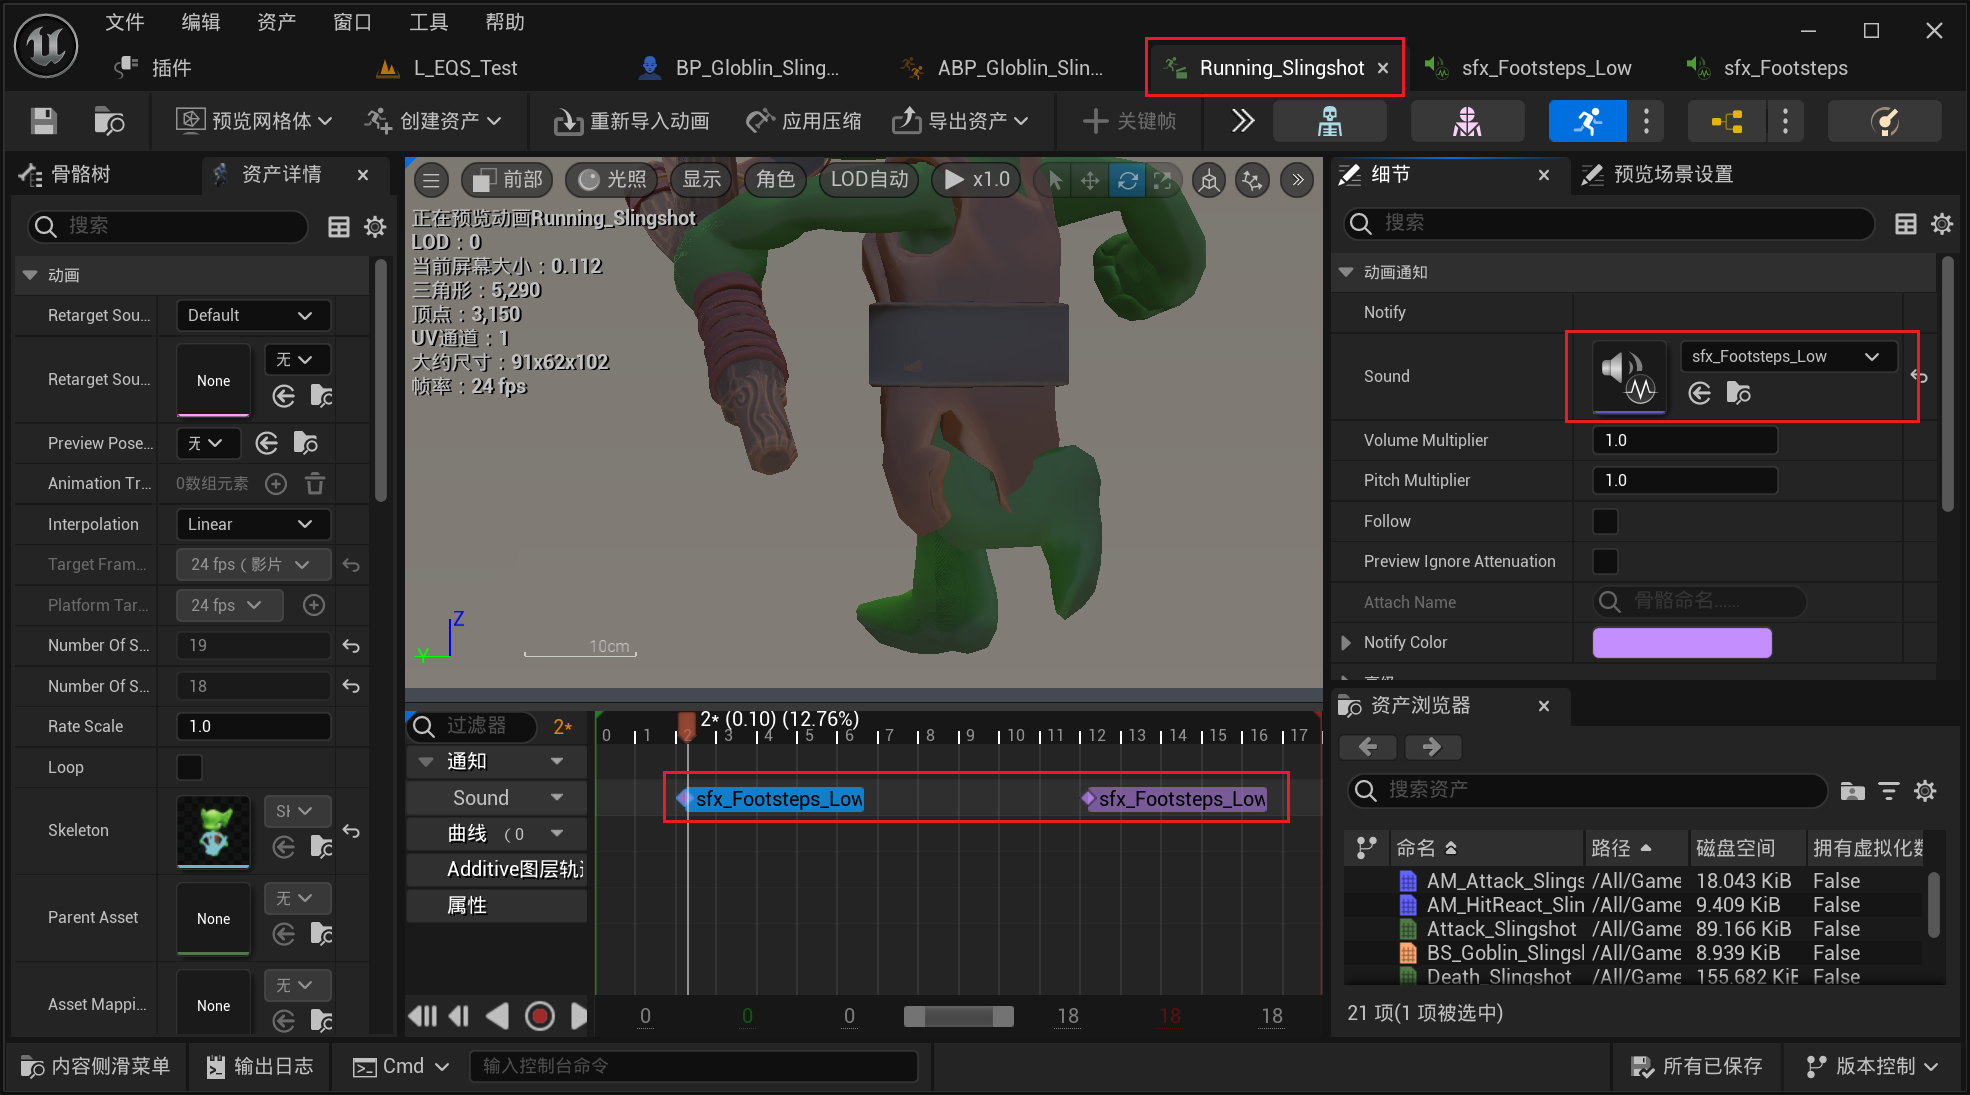 文件 编辑 资产 窗口 工具 帮助
插件 L_EQS_Test BP_Globlin_Sling... ABP_Globlin_Slin... Running_Slingshot sfx_Footsteps_Low sfx_Footsteps
预览网格体 创建资产 重新导入动画 应用压缩 导出资产 关键帧
骨骼树 资产详情
搜索
动画
Retarget Sou... Default
Retarget Sou... None 无
Preview Pose... 无
Animation Tr... 0数组元素
Interpolation Linear
Target Fram... 24 fps（影片
Platform Tar... 24 fps
Number Of S... 19
Number Of S... 18
Rate Scale 1.0
Loop
Skeleton
Parent Asset None 无
Asset Mappi... None 无
前部 光照 显示 角色 LOD自动 x1.0
正在预览动画Running_Slingshot
LOD：0
当前屏幕大小：0.112
三角形：5,290
顶点：3,150
UV通道：1
大约尺寸：91x62x102
帧率：24 fps
Z
Y
10cm
过滤器 2*
2* (0.10) (12.76%)
0 1 2 3 4 5 6 7 8 9 10 11 12 13 14 15 16 17
通知
Sound sfx_Footsteps_Low sfx_Footsteps_Low
曲线 （0
Additive图层轨
属性
0 0 0 18 18 18
细节 预览场景设置
搜索
动画通知
Notify
Sound sfx_Footsteps_Low
Volume Multiplier 1.0
Pitch Multiplier 1.0
Follow
Preview Ignore Attenuation
Attach Name 骨骼命名......
Notify Color
高级
资产浏览器
搜索资产
命名 路径 磁盘空间 拥有虚拟化数
AM_Attack_Slings /All/Game 18.043 KiB False
AM_HitReact_Slin /All/Game 9.409 KiB False
Attack_Slingshot /All/Game 89.166 KiB False
BS_Goblin_Slingsl /All/Game 8.939 KiB False
Death_Slingshot /All/Game 155.682 KiE False
21 项(1 项被选中)
内容侧滑菜单 输出日志 Cmd 输入控制台命令 所有已保存 版本控制